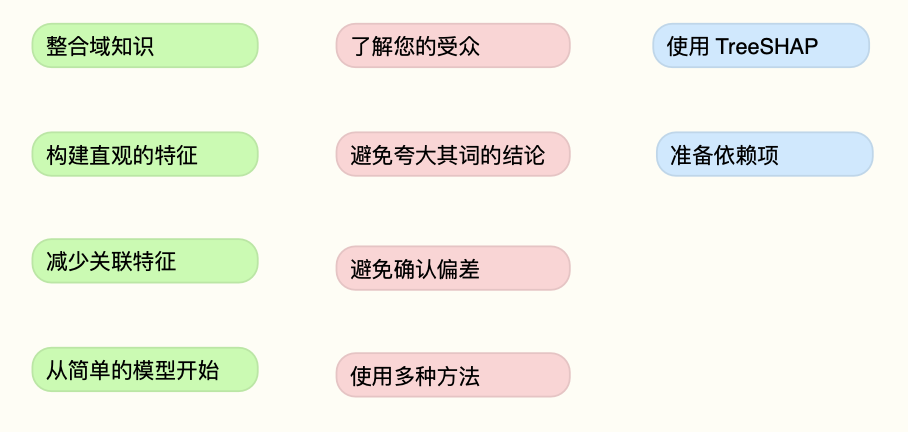 整合域知识
构建直观的特征
减少关联特征
从简单的模型开始
了解您的受众
避免夸大其词的结论
避免确认偏差
使用多种方法
使用 TreeSHAP
准备依赖项